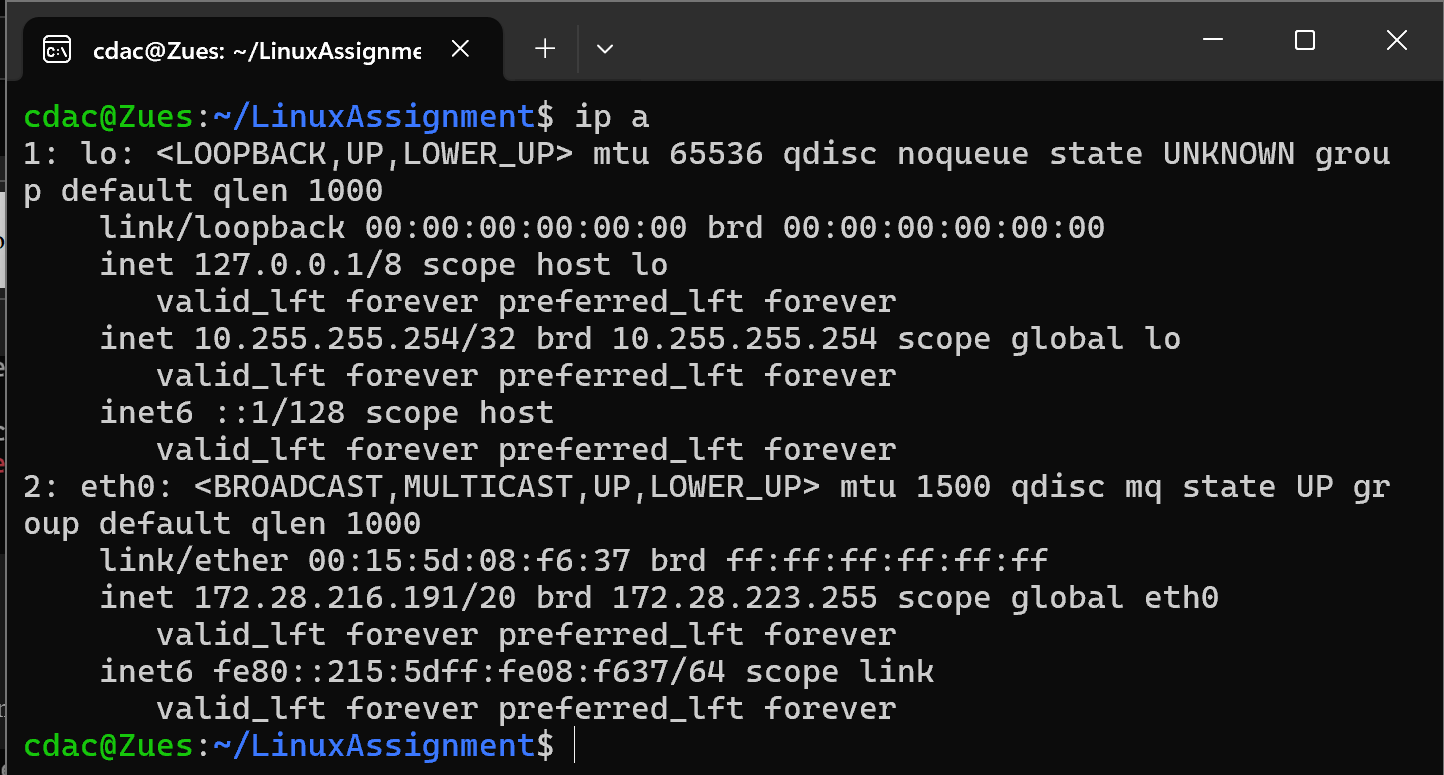 cdac@Zues: ~/LinuxAssignme
cdac@Zues:~/LinuxAssignment$ ip a
1: lo: <LOOPBACK,UP,LOWER_UP> mtu 65536 qdisc noqueue state UNKNOWN grou
p default qlen 1000
    link/loopback 00:00:00:00:00:00 brd 00:00:00:00:00:00
    inet 127.0.0.1/8 scope host lo
       valid_lft forever preferred_lft forever
    inet 10.255.255.254/32 brd 10.255.255.254 scope global lo
       valid_lft forever preferred_lft forever
    inet6 ::1/128 scope host
       valid_lft forever preferred_lft forever
2: eth0: <BROADCAST,MULTICAST,UP,LOWER_UP> mtu 1500 qdisc mq state UP gr
oup default qlen 1000
    link/ether 00:15:5d:08:f6:37 brd ff:ff:ff:ff:ff:ff
    inet 172.28.216.191/20 brd 172.28.223.255 scope global eth0
       valid_lft forever preferred_lft forever
    inet6 fe80::215:5dff:fe08:f637/64 scope link
       valid_lft forever preferred_lft forever
cdac@Zues:~/LinuxAssignment$